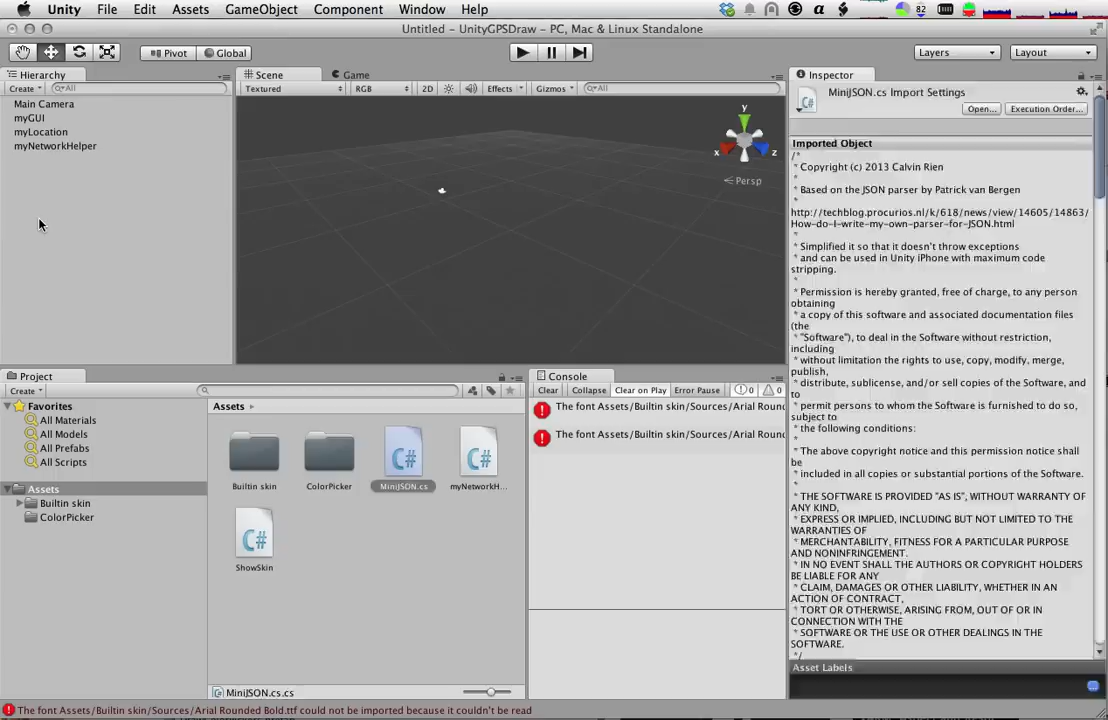 Unity File Edit Assets GameObject Component Window Help 82
Untitled - UnityGPSDraw - PC, Mac & Linux Standalone
Pivot Global Layers Layout
Hierarchy
Create All
Main Camera
myGUI
myLocation
myNetworkHelper
Scene Game
Textured RGB 2D Effects Gizmos All
y
x z
Persp
Inspector
MiniJSON.cs Import Settings
Open... Execution Order...
Imported Object
/*
* Copyright (c) 2013 Calvin Rien
*
* Based on the JSON parser by Patrick van Bergen
*
http://techblog.procurios.nl/k/618/news/view/14605/14863/
How-do-I-write-my-own-parser-for-JSON.html
*
* Simplified it so that it doesn't throw exceptions
* and can be used in Unity iPhone with maximum code
stripping.
*
* Permission is hereby granted, free of charge, to any person
obtaining
* a copy of this software and associated documentation files
(the
* "Software"), to deal in the Software without restriction,
including
* without limitation the rights to use, copy, modify, merge,
publish,
* distribute, sublicense, and/or sell copies of the Software, and
to
* permit persons to whom the Software is furnished to do so,
subject to
* the following conditions:
*
* The above copyright notice and this permission notice shall
be
* included in all copies or substantial portions of the Software.
*
* THE SOFTWARE IS PROVIDED "AS IS", WITHOUT WARRANTY OF
ANY KIND,
* EXPRESS OR IMPLIED, INCLUDING BUT NOT LIMITED TO THE
WARRANTIES OF
* MERCHANTABILITY, FITNESS FOR A PARTICULAR PURPOSE
AND NONINFRINGEMENT.
* IN NO EVENT SHALL THE AUTHORS OR COPYRIGHT HOLDERS
BE LIABLE FOR ANY
* CLAIM, DAMAGES OR OTHER LIABILITY, WHETHER IN AN
ACTION OF CONTRACT,
* TORT OR OTHERWISE, ARISING FROM, OUT OF OR IN
CONNECTION WITH THE
* SOFTWARE OR THE USE OR OTHER DEALINGS IN THE
SOFTWARE.
*/
Asset Labels
Project
Create
Favorites
All Materials
All Models
All Prefabs
All Scripts
Assets
Builtin skin
ColorPicker
Assets
C# C#
Builtin skin ColorPicker MiniJSON.cs myNetworkH...
C#
ShowSkin
MiniJSON.cs.cs
Console
Clear Collapse Clear on Play Error Pause 0 0
The font Assets/Builtin skin/Sources/Arial Round
The font Assets/Builtin skin/Sources/Arial Round
The font Assets/Builtin skin/Sources/Arial Rounded Bold.ttf could not be imported because it couldn't be read